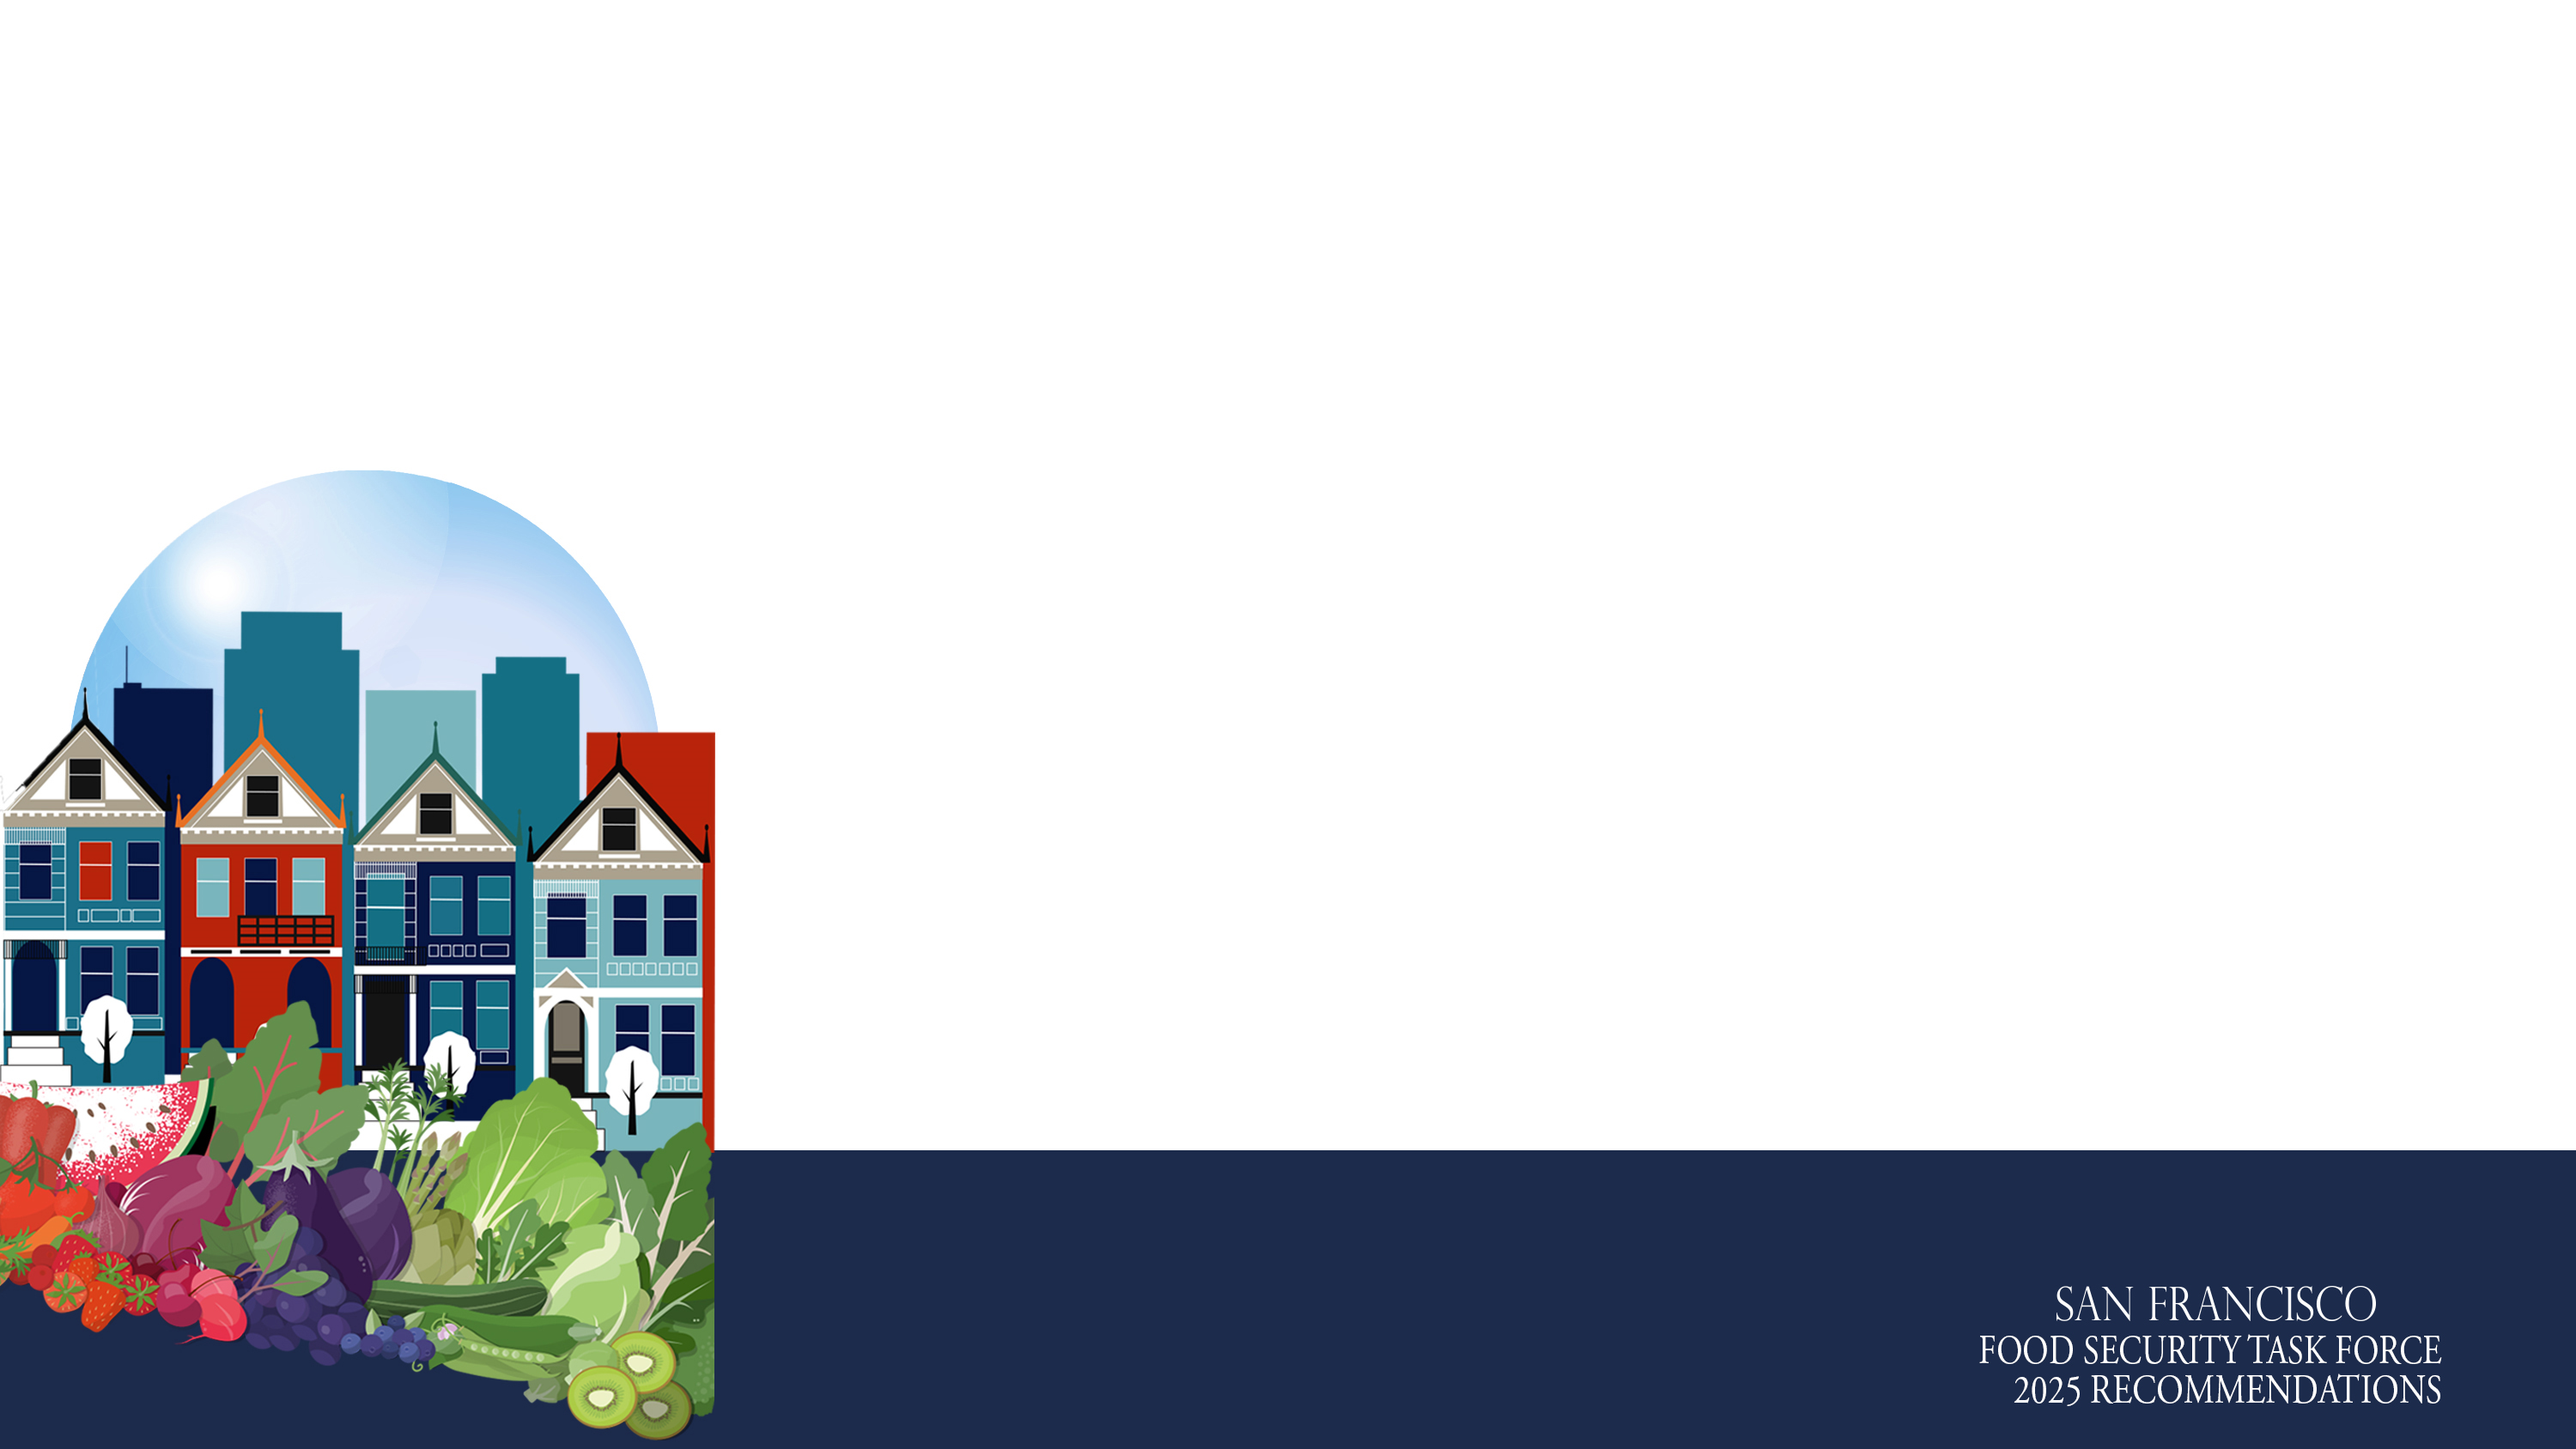 SAN FRANCISCO
FOOD SECURITY TASK FORCE
2025 RECOMMENDATIONS